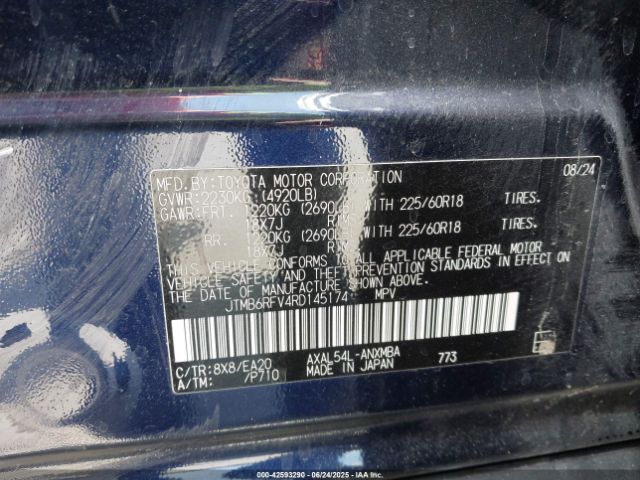 MFD.BY:TOYOTA MOTOR CORPORATION 08/24
GVWR:2230KG (4920LB)
GAWR:FRT. 1220KG (2690LB) WITH 225/60R18 TIRES.
18X7J RIMS
RR. 1220KG (2690LB) WITH 225/60R18 TIRES.
18X7J RIM
THIS VEHICLE CONFORMS TO ALL APPLICABLE FEDERAL MOTOR
VEHICLE SAFETY AND THEFT PREVENTION STANDARDS IN EFFECT
ON THE DATE OF MANUFACTURE SHOWN ABOVE.
JTMB6RFV4RD145174 MPV
C/TR:8X8/EA20 AXAL54L-ANXMBA 773
A/TM: /P710 MADE IN JAPAN
000-42593290 - 06/24/2025 - IAA Inc.